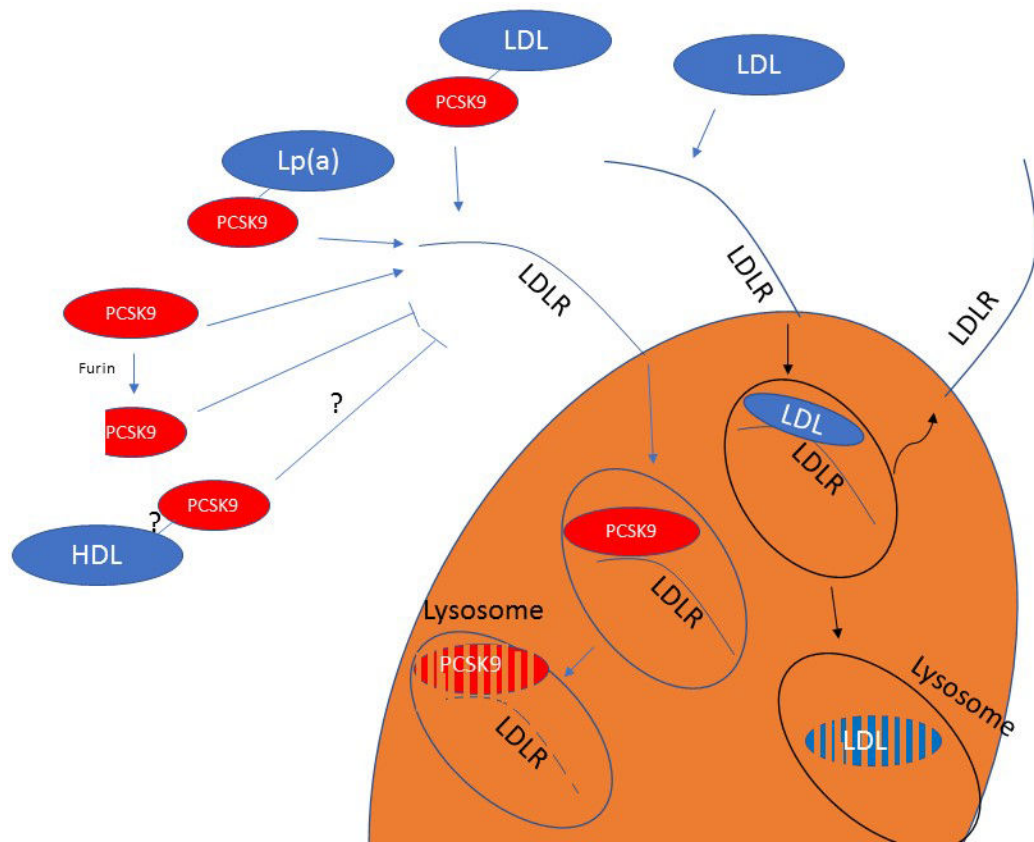 LDL
PCSK9
LDL
Lp(a)
PCSK9
LDLR
LDLR
LDLR
PCSK9
Furin
PCSK9
?
PCSK9
?
HDL
LDL
LDLR
PCSK9
LDLR
Lysosome
PCSK9
LDLR
Lysosome
LDL